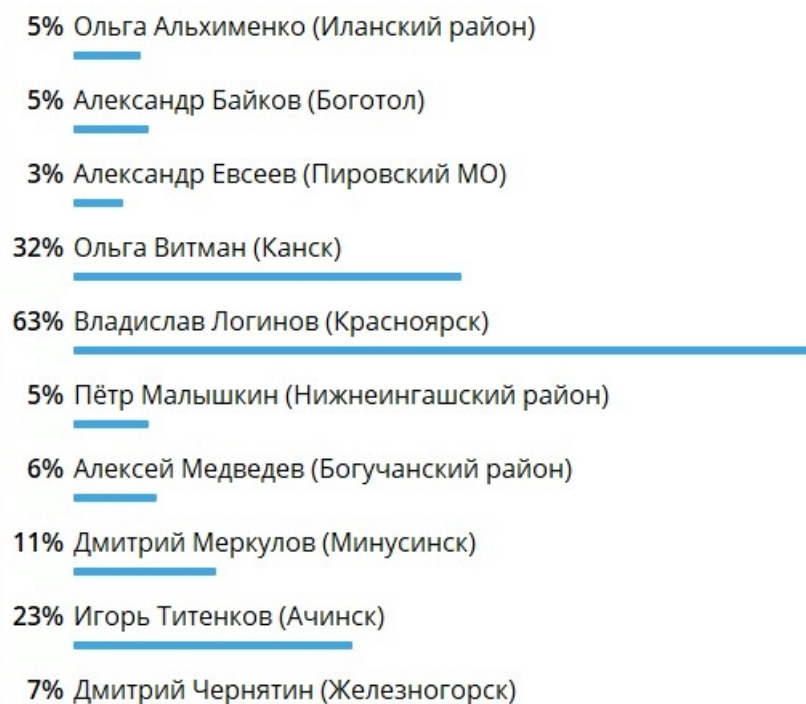 5% Ольга Альхименко (Иланский район)
5% Александр Байков (Боготол)
3% Александр Евсеев (Пировский МО)
32% Ольга Витман (Канск)
63% Владислав Логинов (Красноярск)
5% Пётр Малышкин (Нижнеингашский район)
6% Алексей Медведев (Богучанский район)
11% Дмитрий Меркулов (Минусинск)
23% Игорь Титенков (Ачинск)
7% Дмитрий Чернятин (Железногорск)